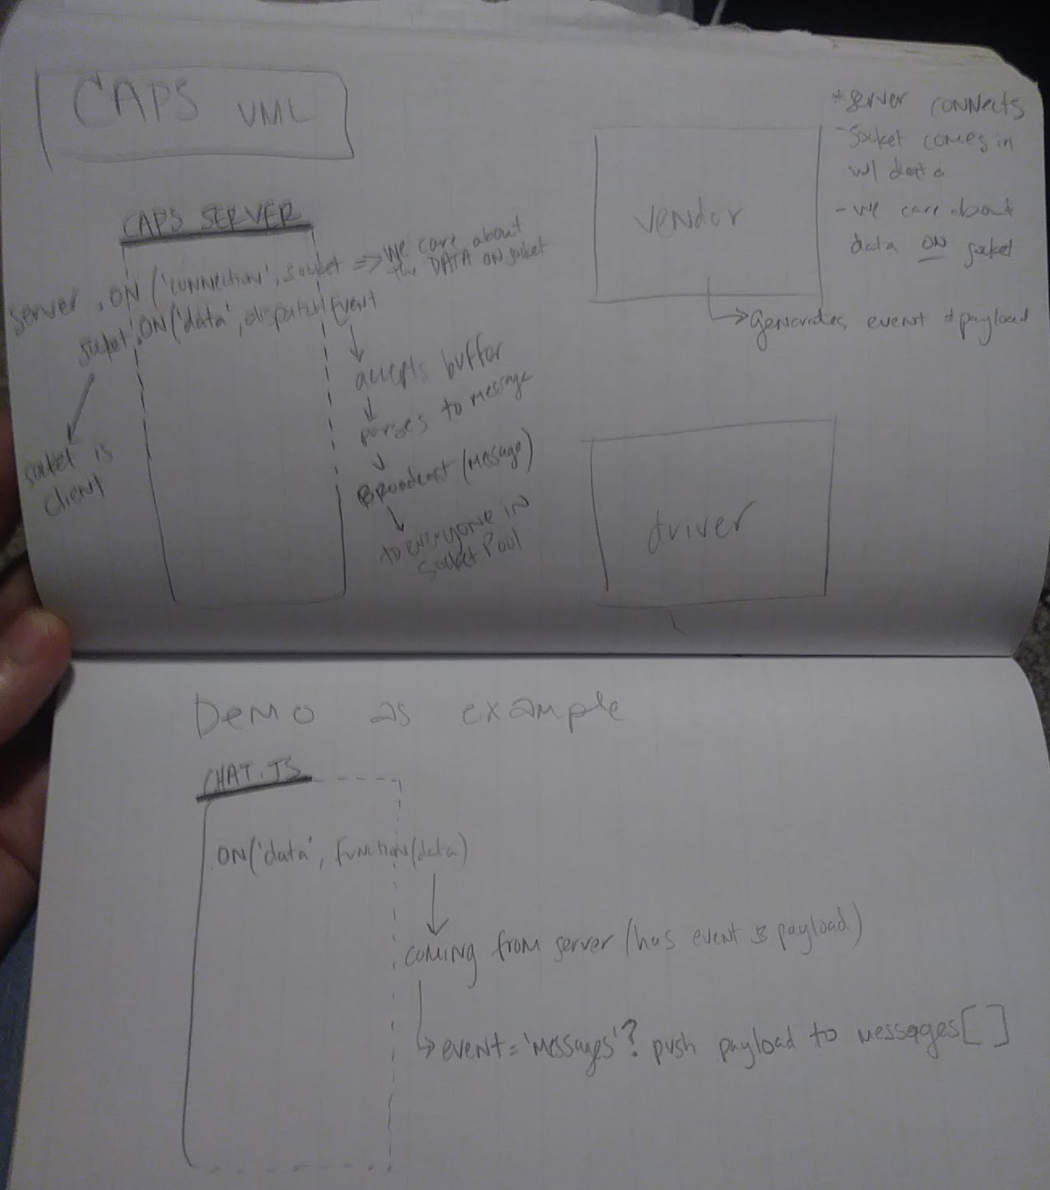 CAPS VML
CAPS SERVER
server.ON('connection', socket => We care about
the DATA ON socket
socket.ON('data', dispatchEvent
socket is
client
accepts buffer
parses to message
Broadcast (message)
to everyone in
Socket Pool
vendor
Generates event + payload
driver
*server connects
-Socket comes in
w/ data
-We care about
data ON socket
Demo as example
CHAT.JS
.ON('data', function(data)
coming from server (has event & payload)
event = 'messages'? push payload to messages[]